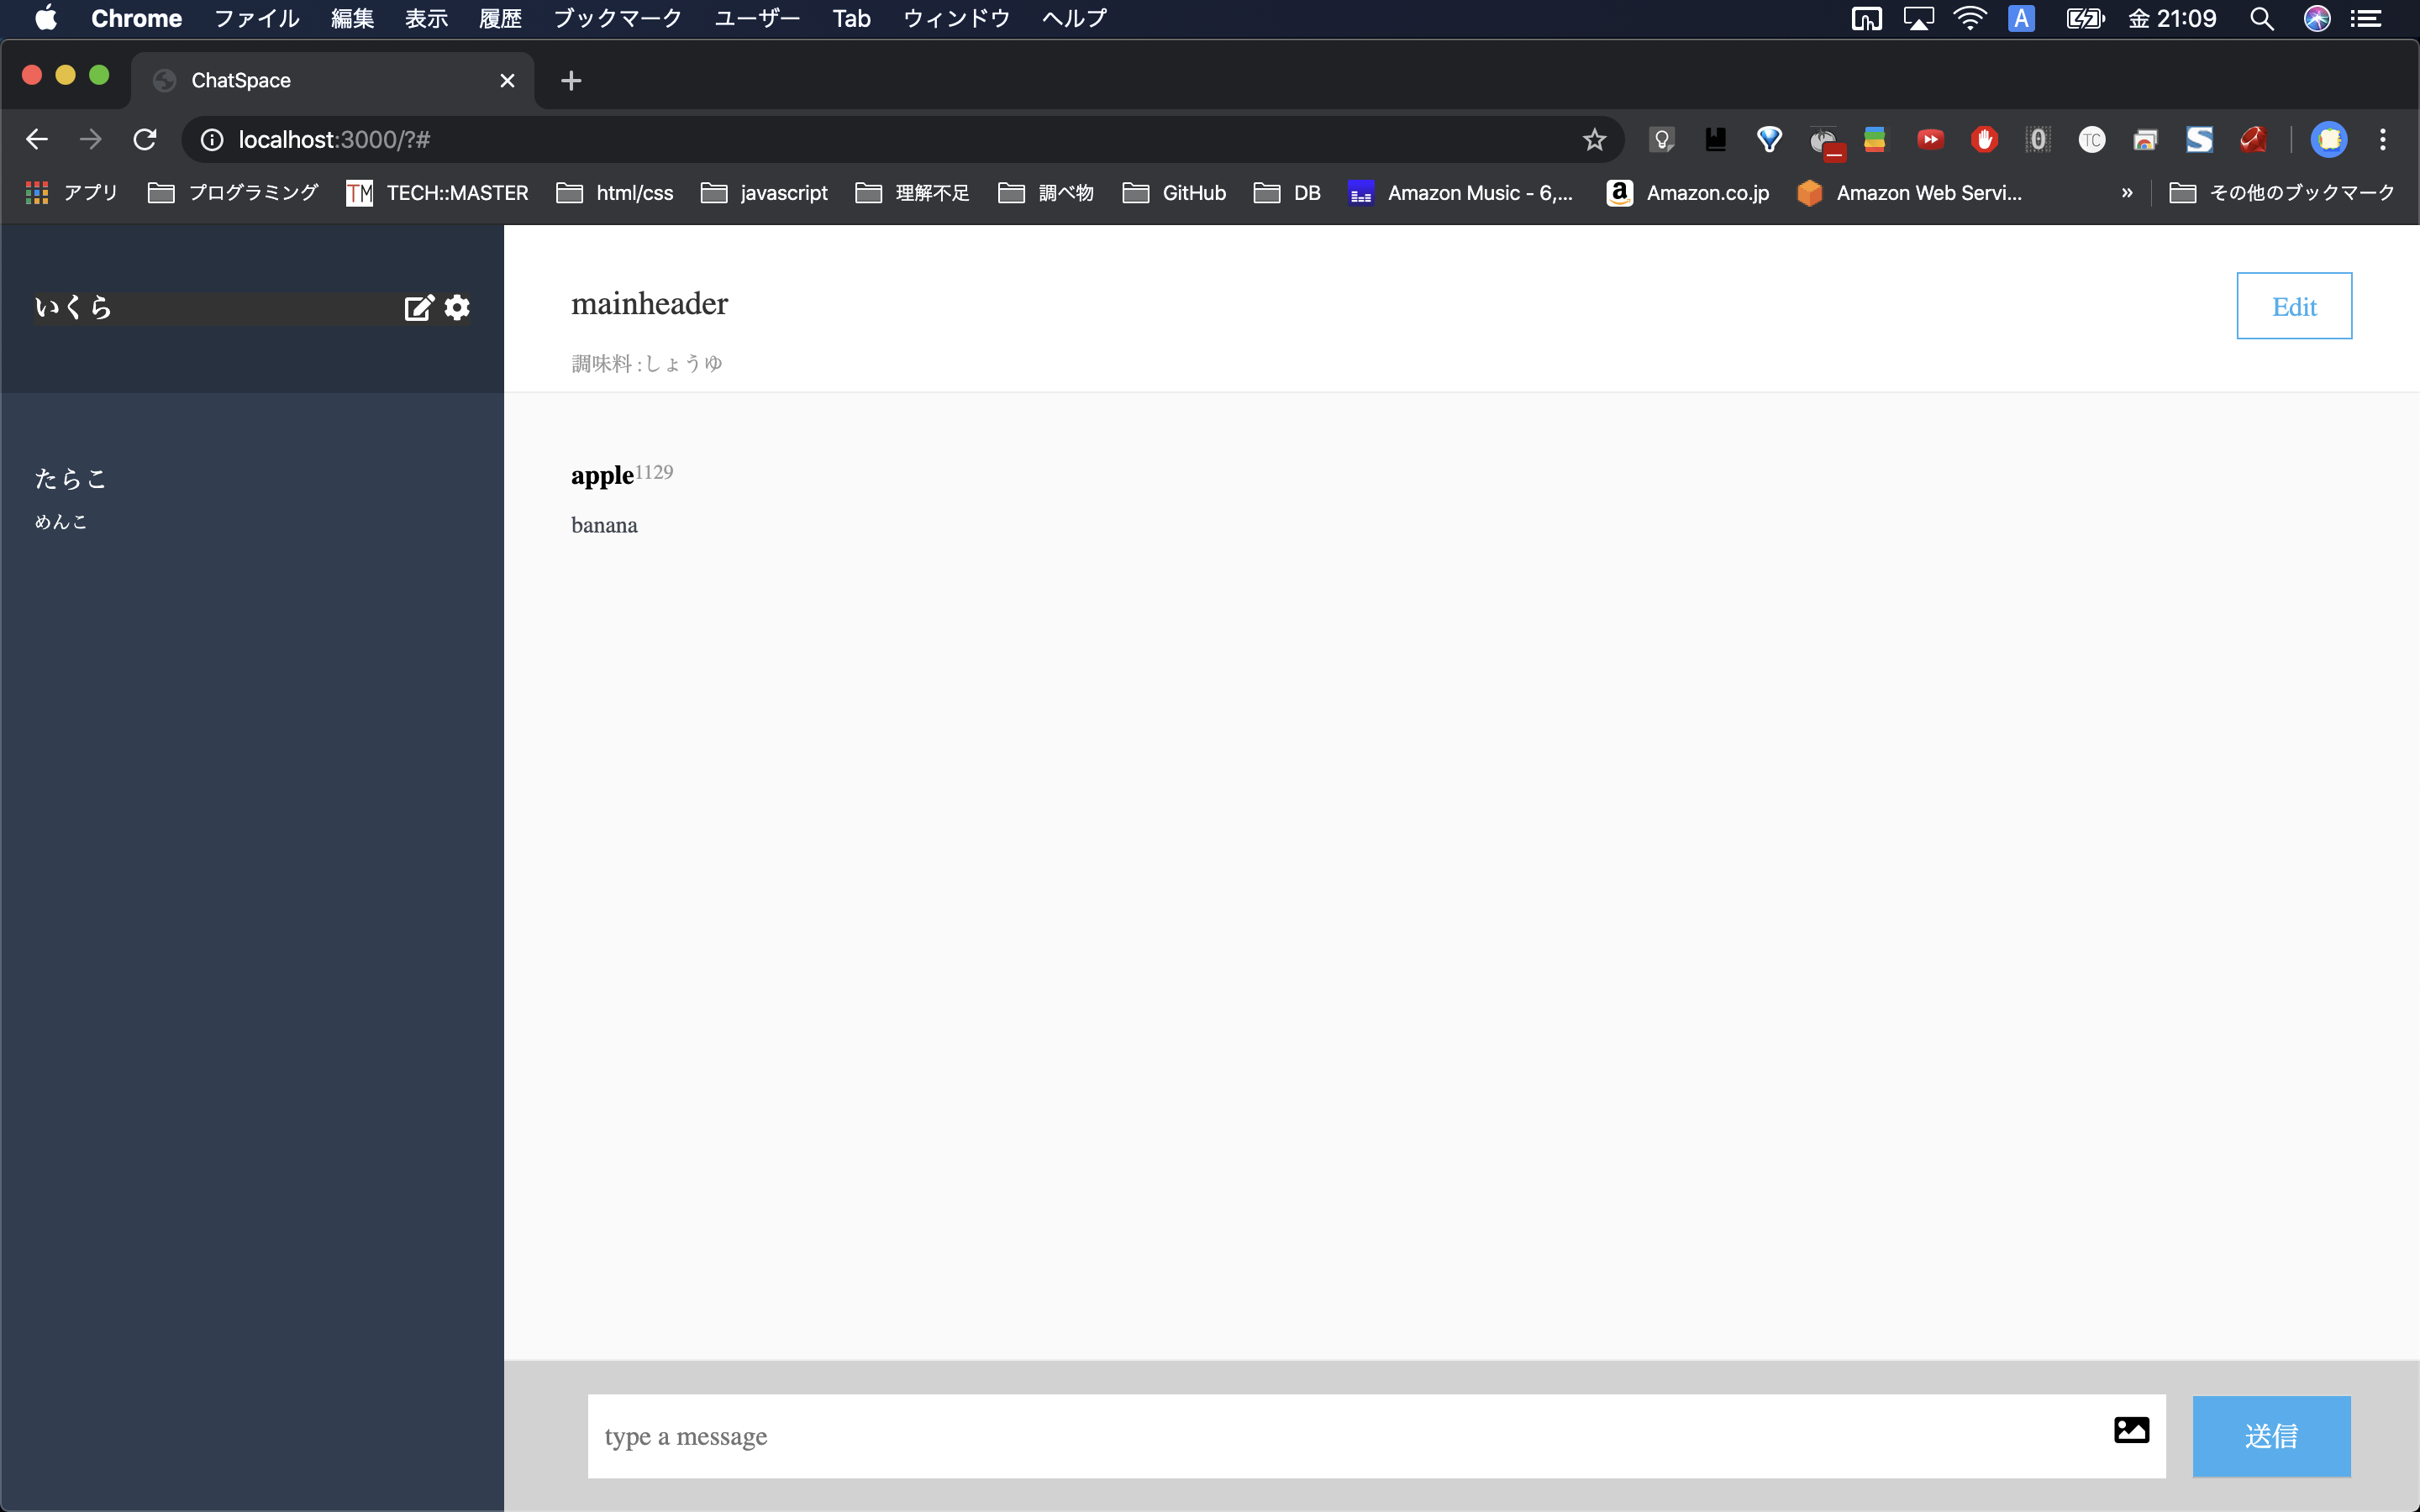 Chrome ファイル 編集 表示 履歴 ブックマーク ユーザー Tab ウィンドウ ヘルプ A 金 21:09
ChatSpace
localhost:3000/?#
アプリ プログラミング TM TECH::MASTER html/css javascript 理解不足 調べ物 GitHub DB Amazon Music - 6,... Amazon.co.jp Amazon Web Servi... » その他のブックマーク
いくら
たらこ
めんこ
mainheader
Edit
調味料 :しょうゆ
apple1129
banana
type a message
送信